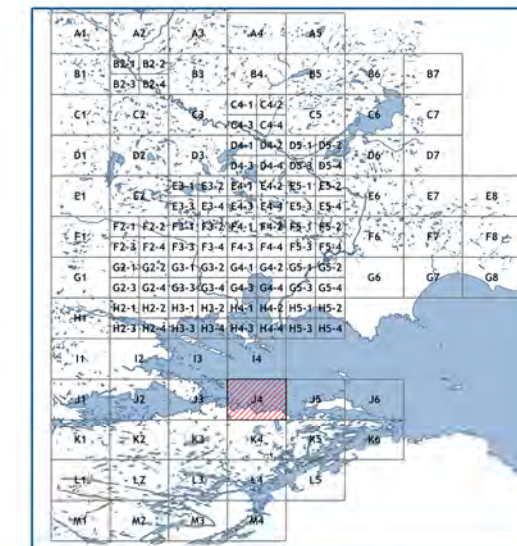 A1 A2 A3 A4 A5
B2-1 B2-2
B1 B3 B4 B5 B6 B7
B2-3 B2-4
C4-1 C4-2
C1 C2 C3 C5 C6 C7
C4-3 C4-4
D4-1 D4-2 D5-1 D5-2
D1 D2 D3 D6 D7
D4-3 D4-4 D5-3 D5-4
E3-1 E3-2 E4-1 E4-2 E5-1 E5-2
E1 E2 E6 E7 E8
E3-3 E3-4 E4-3 E4-4 E5-3 E5-4
F2-1 F2-2 F3-1 F3-2 F4-1 F4-2 F5-1 F5-2
F1 F6 F7 F8
F2-3 F2-4 F3-3 F3-4 F4-3 F4-4 F5-3 F5-4
G2-1 G2-2 G3-1 G3-2 G4-1 G4-2 G5-1 G5-2
G1 G6 G7 G8
G2-3 G2-4 G3-3 G3-4 G4-3 G4-4 G5-3 G5-4
H2-1 H2-2 H3-1 H3-2 H4-1 H4-2 H5-1 H5-2
H1
H2-3 H2-4 H3-3 H3-4 H4-3 H4-4 H5-3 H5-4
I1 I2 I3 I4
J1 J2 J3 J4 J5 J6
K1 K2 K3 K4 K5 K6
L1 L2 L3 L4 L5
M1 M2 M3 M4